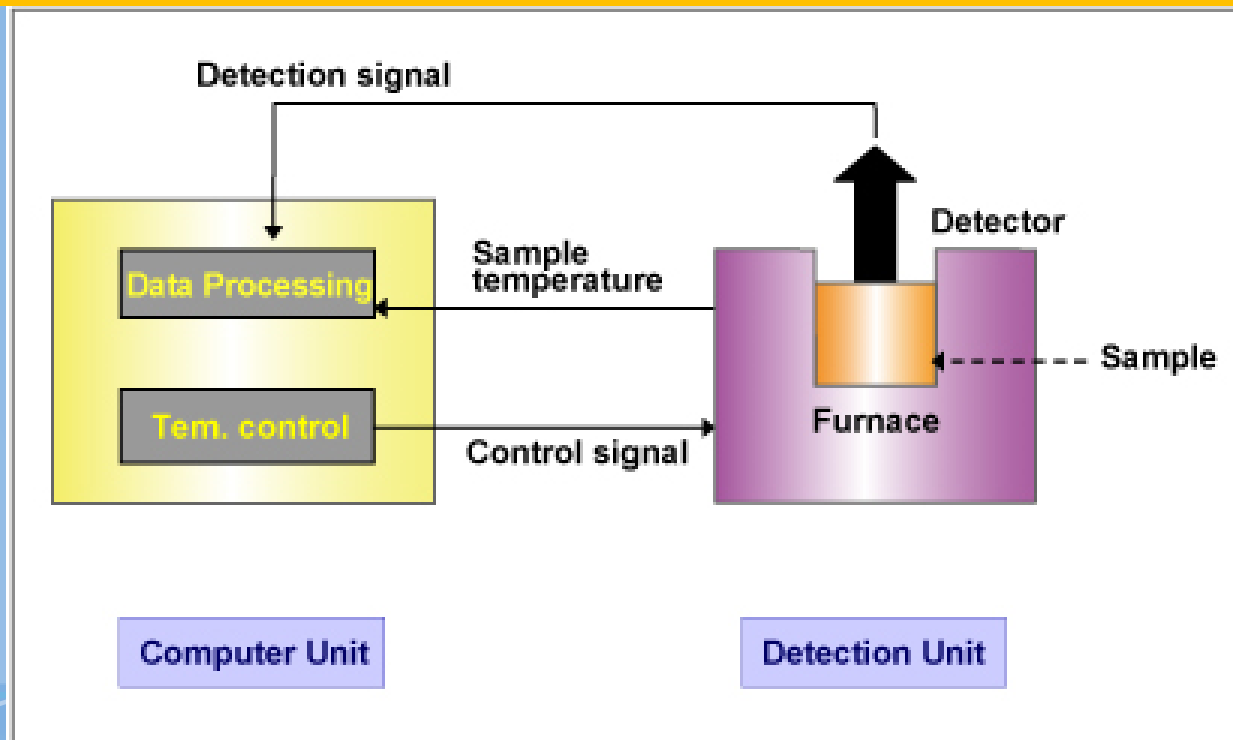 Detection signal
Detector
Data Processing
Sample
temperature
Sample
Tem. control
Furnace
Control signal
Computer Unit
Detection Unit